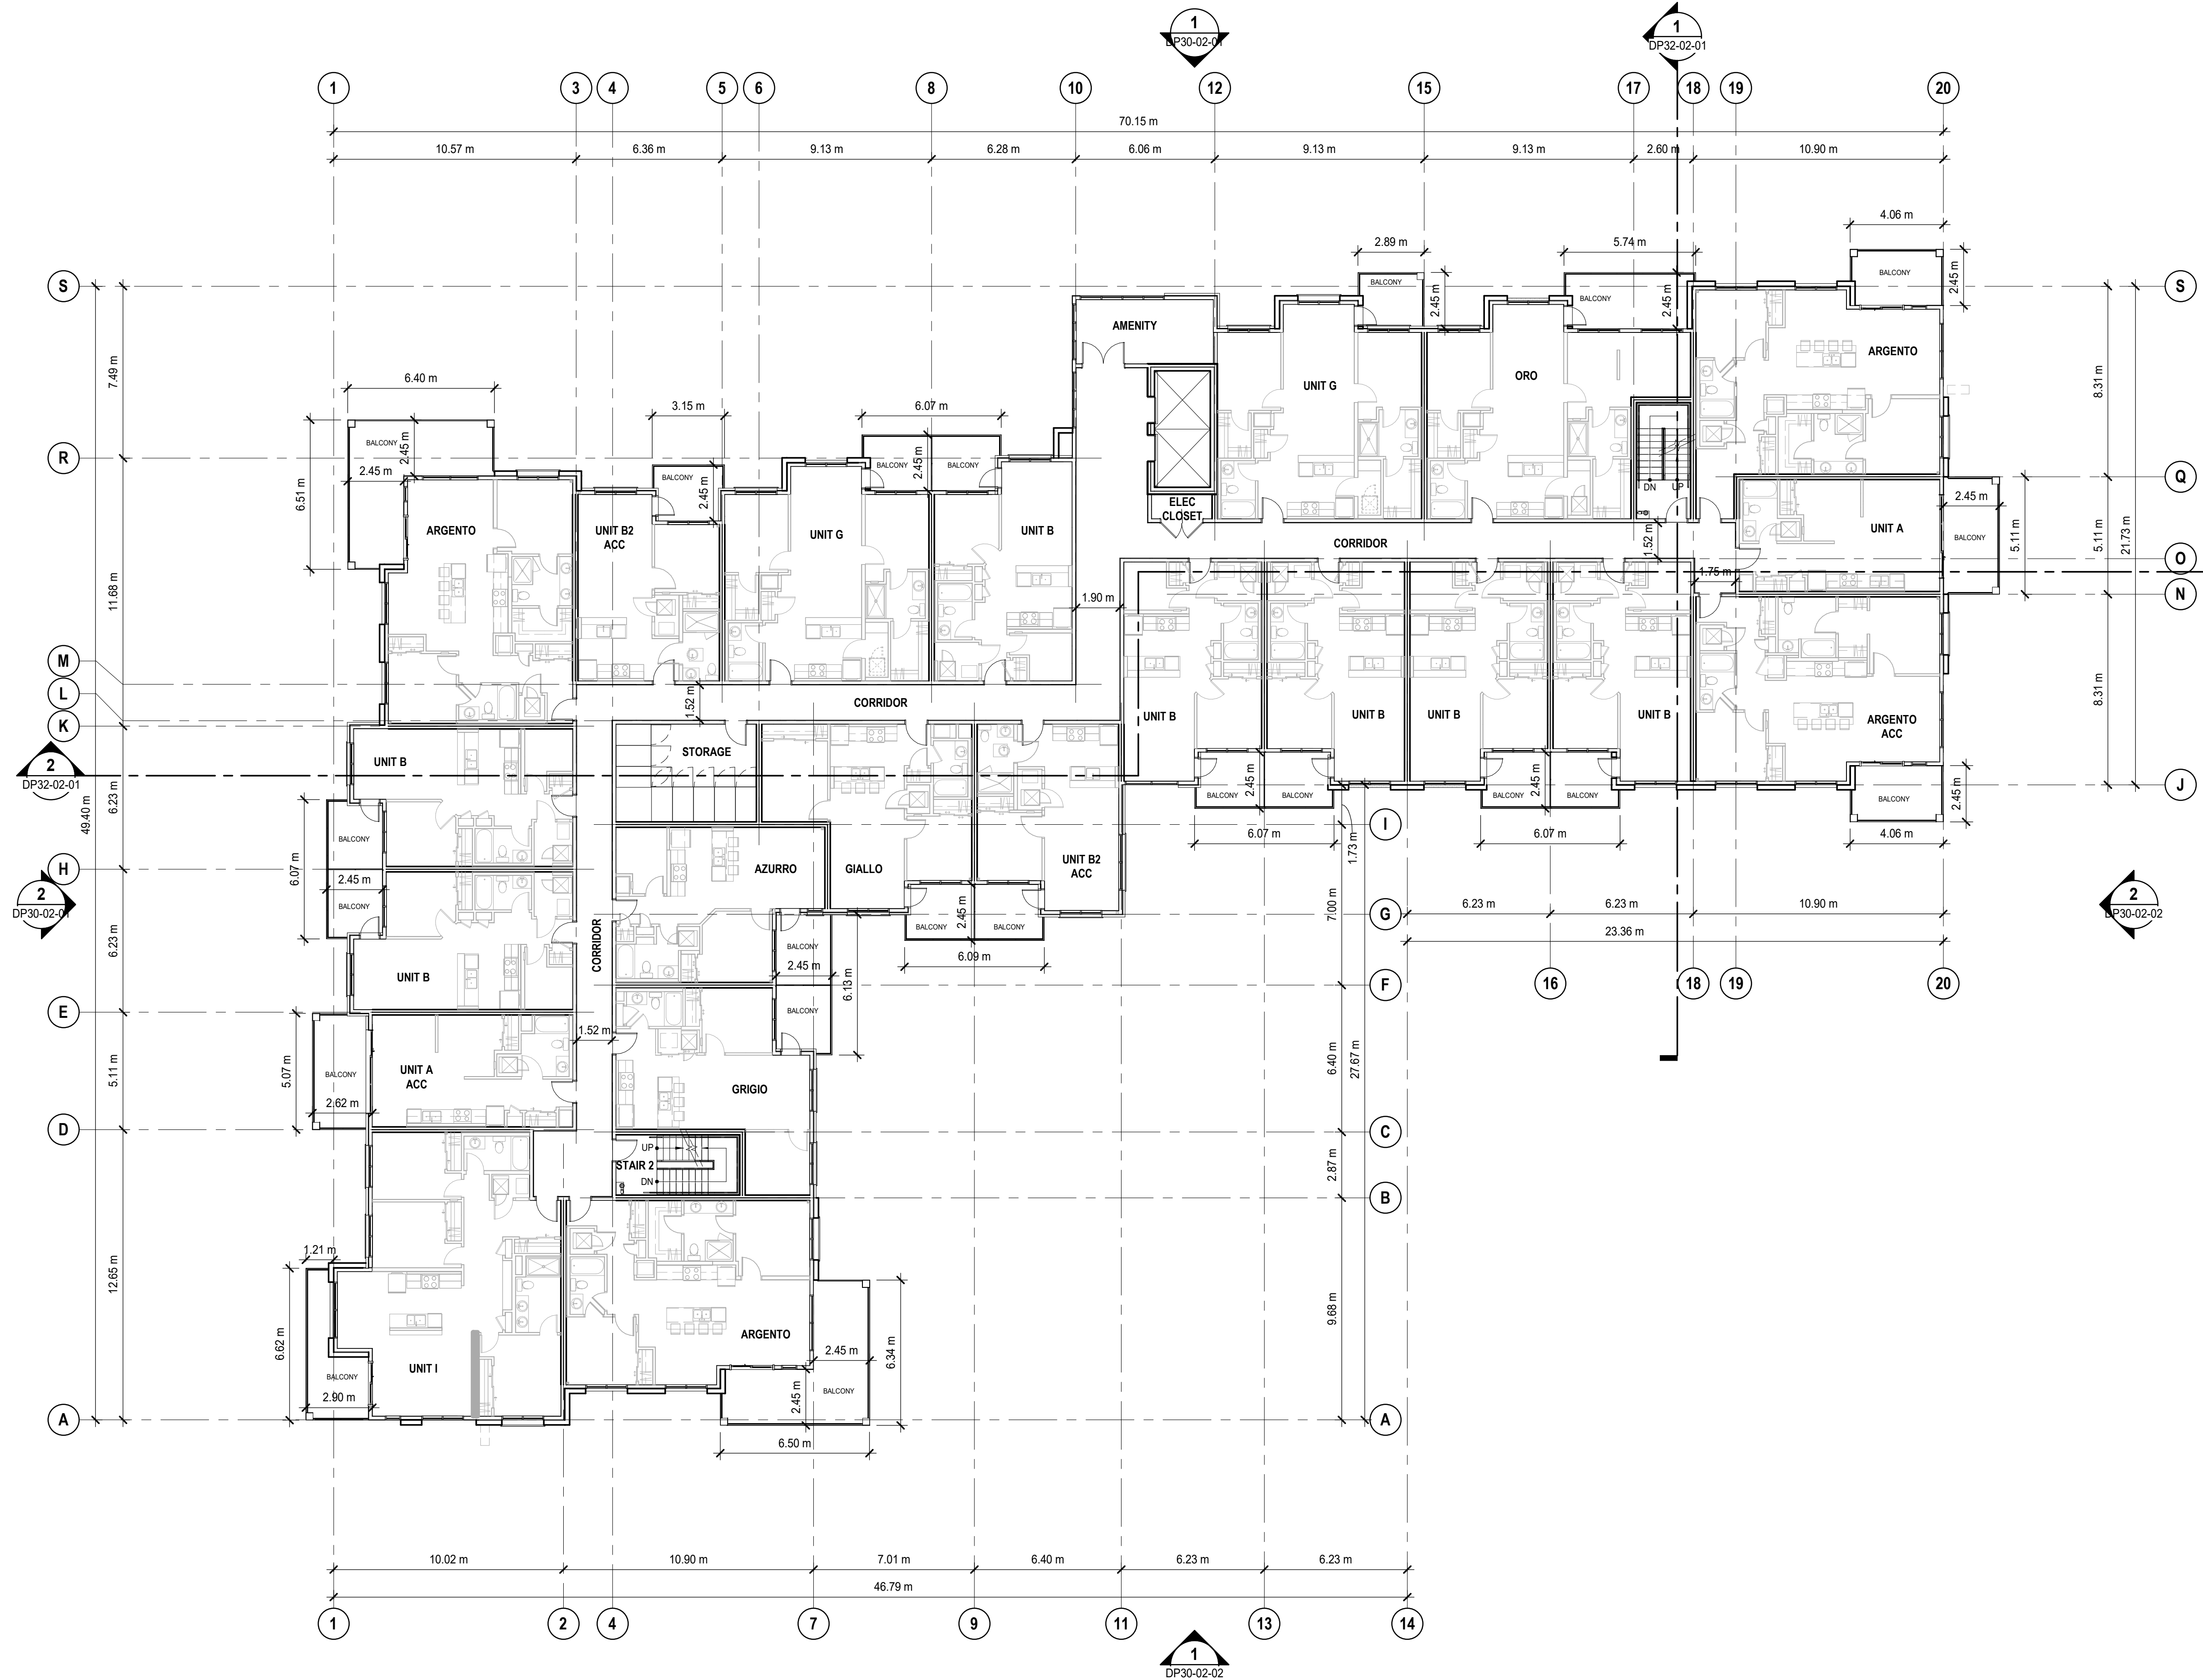 1
DP30-02-01
1
DP32-02-01
1 3 4 5 6 8 10 12 15 17 18 19 20
70.15 m
10.57 m 6.36 m 9.13 m 6.28 m 6.06 m 9.13 m 9.13 m 2.60 m 10.90 m
4.06 m
2.89 m 5.74 m
BALCONY
2.45 m
S
BALCONY
2.45 m
BALCONY
2.45 m
S
AMENITY
7.49 m
ARGENTO
8.31 m
6.40 m
UNIT G
ORO
3.15 m
6.07 m
BALCONY
2.45 m
2.45 m
R
BALCONY
2.45 m
BALCONY
BALCONY
2.45 m
6.51 m
Q
DN UP
2.45 m
ELEC
CLOSET
ARGENTO
UNIT B2
ACC
UNIT G
UNIT B
UNIT A
BALCONY
5.11 m
5.11 m
21.73 m
CORRIDOR
1.52 m
O
11.68 m
1.75 m
N
1.90 m
M
L
K
1.52 m
CORRIDOR
UNIT B
UNIT B
UNIT B
UNIT B
ARGENTO
ACC
8.31 m
STORAGE
UNIT B
2
DP32-02-01
49.40 m
6.23 m
BALCONY
BALCONY
2.45 m
BALCONY
BALCONY
2.45 m
BALCONY
2.45 m
J
6.07 m
6.07 m
4.06 m
I
1.73 m
BALCONY
6.07 m
H
2.45 m
BALCONY
AZURRO
GIALLO
UNIT B2
ACC
2
DP30-02-01
2
DP30-02-02
7.00 m
G
6.23 m 6.23 m 10.90 m
BALCONY
2.45 m
BALCONY
23.36 m
CORRIDOR
BALCONY
2.45 m
6.09 m
6.23 m
UNIT B
6.13 m
F
16 18 19 20
E
BALCONY
1.52 m
5.07 m
5.11 m
BALCONY
UNIT A
ACC
2.62 m
GRIGIO
6.40 m
27.67 m
D
C
UP
STAIR 2
DN
2.87 m
B
1.21 m
12.65 m
6.62 m
9.68 m
ARGENTO
2.45 m
6.34 m
UNIT I
BALCONY
2.90 m
BALCONY
2.45 m
A
A
6.50 m
10.02 m 10.90 m 7.01 m 6.40 m 6.23 m 6.23 m
46.79 m
1 2 4 7 9 11 13 14
1
DP30-02-02